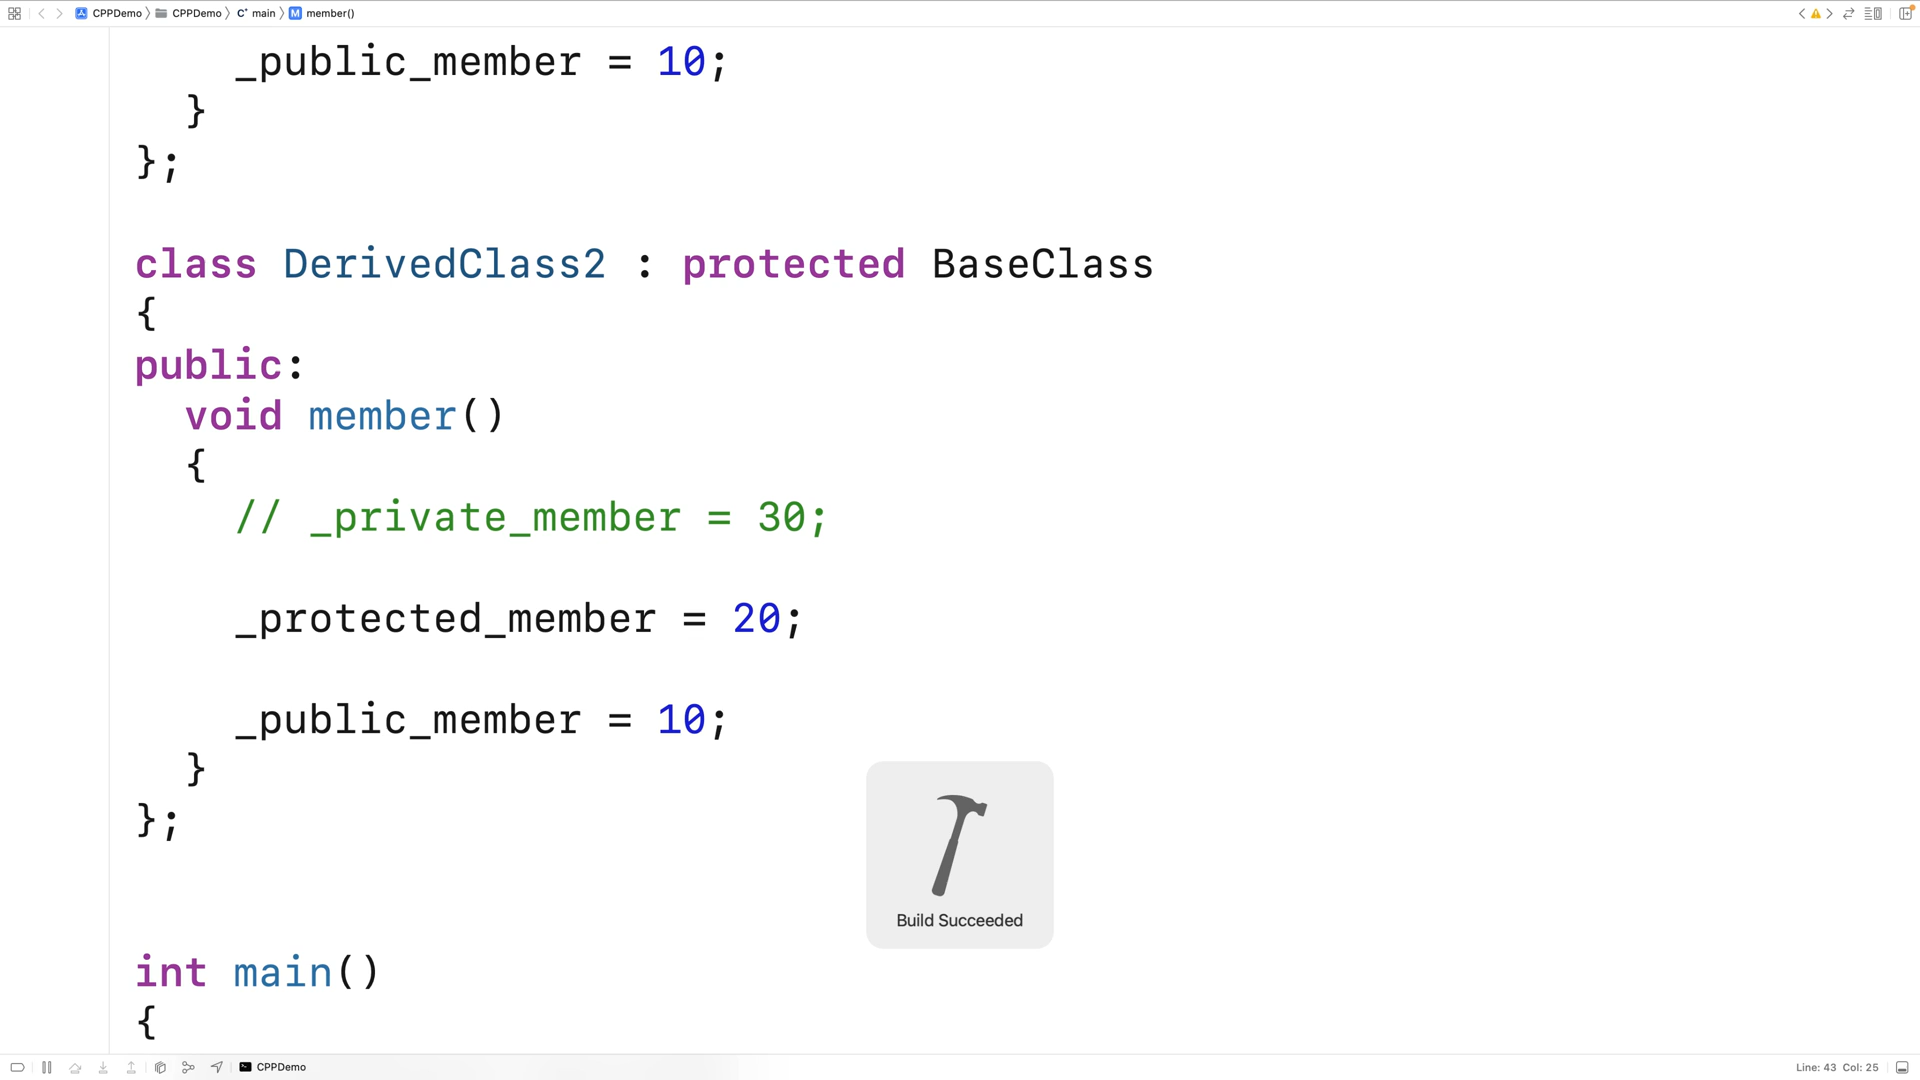 CPPDemo 〉 CPPDemo 〉 main 〉 M member()
_public_member = 10;
}
};
class DerivedClass2 : protected BaseClass
{
public:
void member()
{
// _private_member = 30;
_protected_member = 20;
_public_member = 10;
}
};
Build Succeeded
int main()
{
CPPDemo
Line: 43 Col: 25